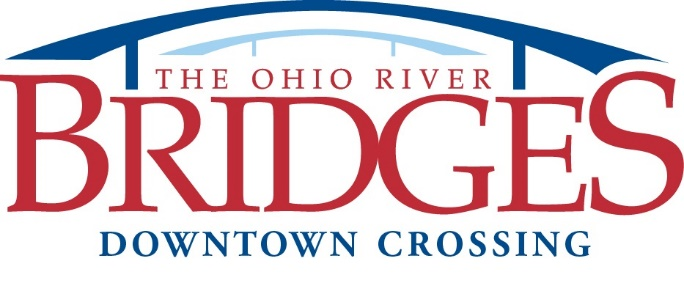 THE OHIO RIVER
BRIDGES
DOWNTOWN CROSSING